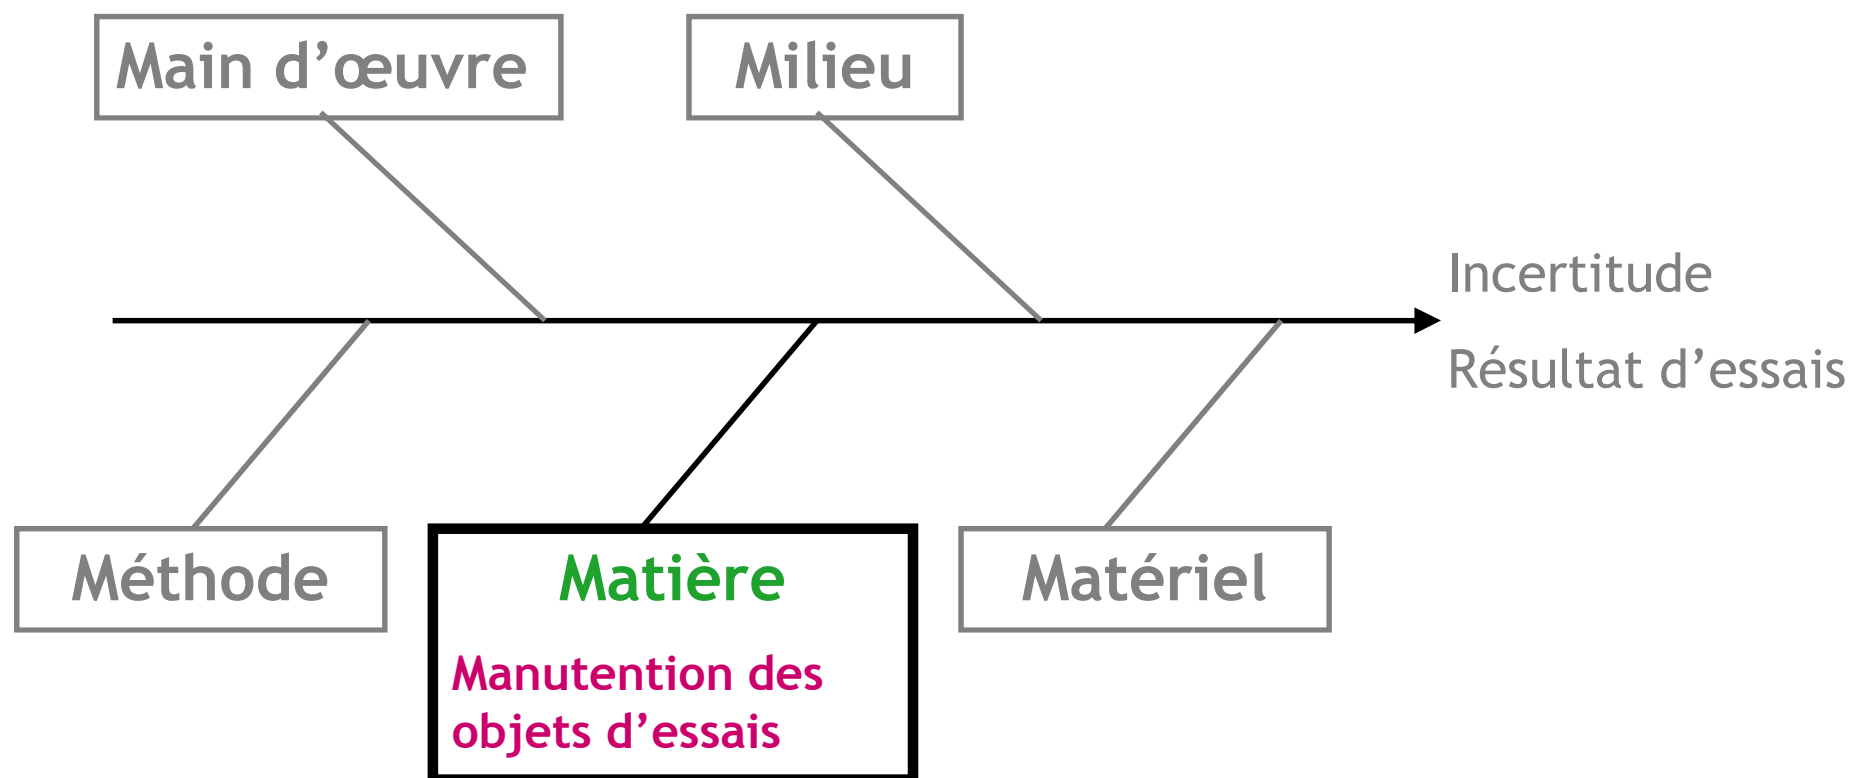 Main d’œuvre
Milieu
Incertitude
Résultat d’essais
Méthode
Matière
Manutention des
objets d’essais
Matériel